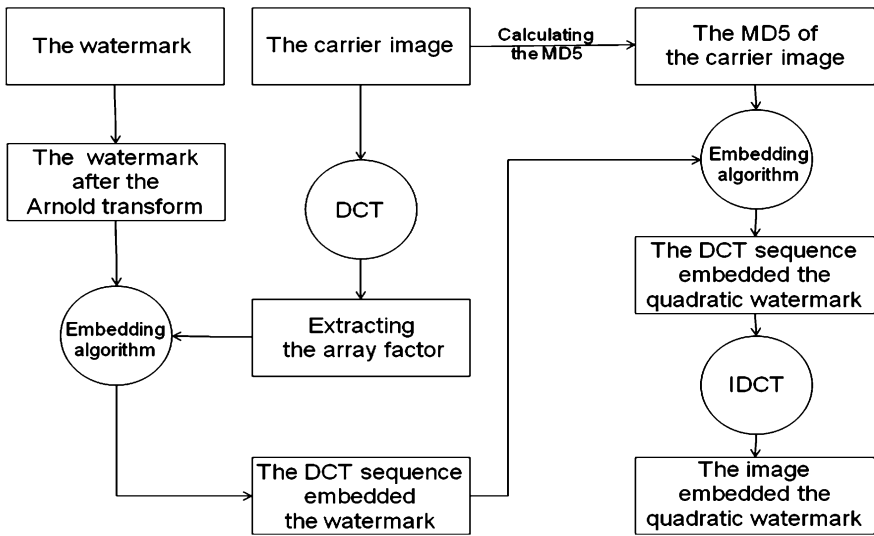 The watermark
The carrier image
Calculating
the MD5
The MD5 of
the carrier image
The watermark
after the
Arnold transform
DCT
Embedding
algorithm
The DCT sequence
embedded the
quadratic watermark
Embedding
algorithm
Extracting
the array factor
IDCT
The DCT sequence
embedded
the watermark
The image
embedded the
quadratic watermark